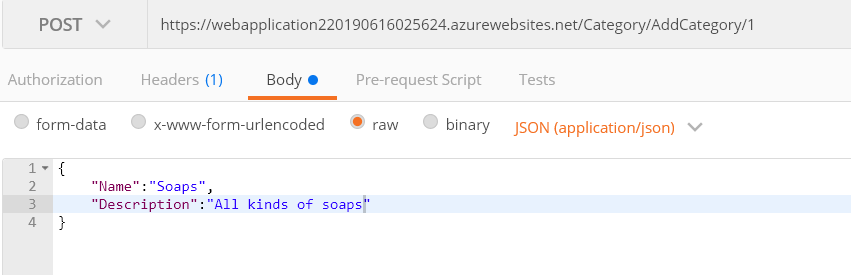 POST https://webapplication220190616025624.azurewebsites.net/Category/AddCategory/1
Authorization Headers (1) Body Pre-request Script Tests
form-data x-www-form-urlencoded raw binary JSON (application/json)
1 {
2 "Name":"Soaps",
3 "Description":"All kinds of soaps"
4 }